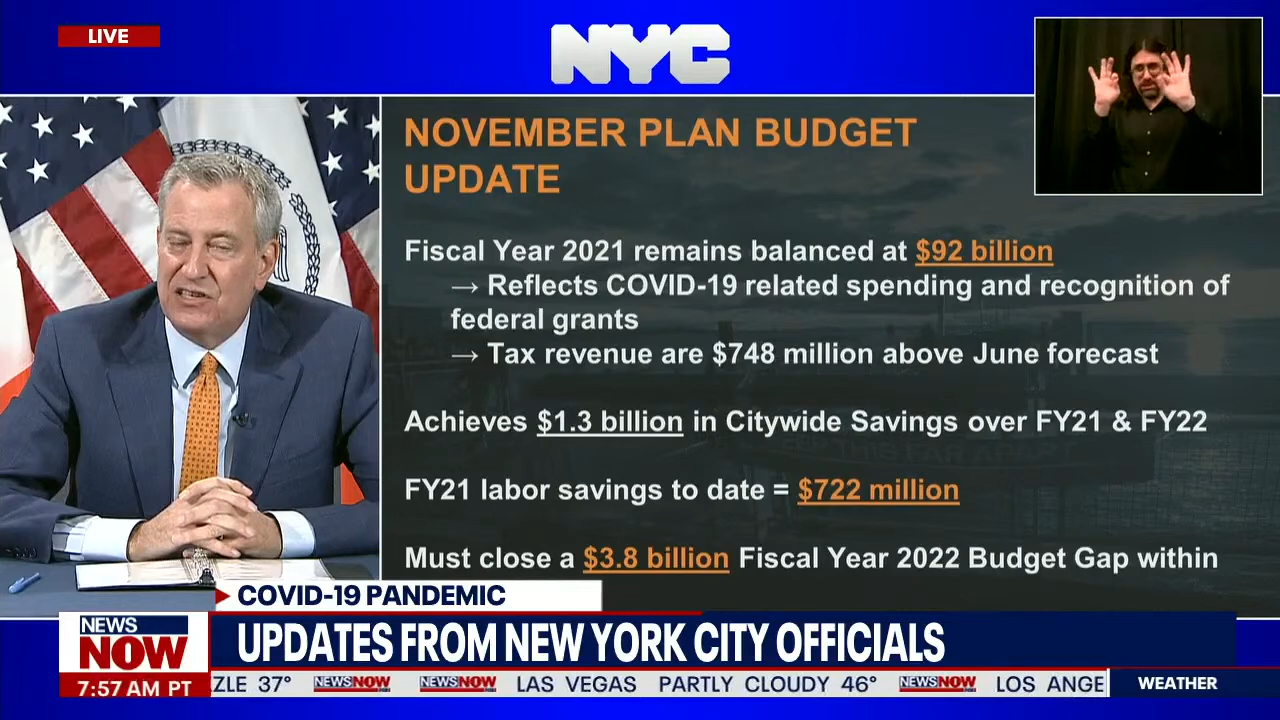 LIVE
NYC
NOVEMBER PLAN BUDGET
UPDATE
Fiscal Year 2021 remains balanced at $92 billion
→ Reflects COVID-19 related spending and recognition of
federal grants
→ Tax revenue are $748 million above June forecast
Achieves $1.3 billion in Citywide Savings over FY21 & FY22
FY21 labor savings to date = $722 million
Must close a $3.8 billion Fiscal Year 2022 Budget Gap within
COVID-19 PANDEMIC
NEWS
NOW
UPDATES FROM NEW YORK CITY OFFICIALS
7:57 AM PT
ZLE 37° NEWSNOW NEWSNOW LAS VEGAS PARTLY CLOUDY 46° NEWSNOW LOS ANGE
WEATHER